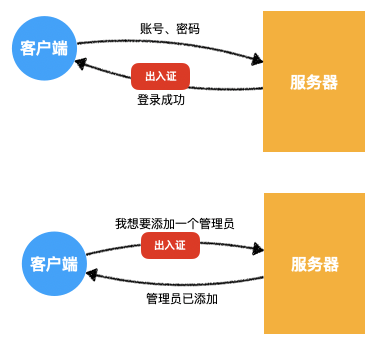 账号、密码
客户端
出入证
服务器
登录成功
我想要添加一个管理员
出入证
客户端
服务器
管理员已添加